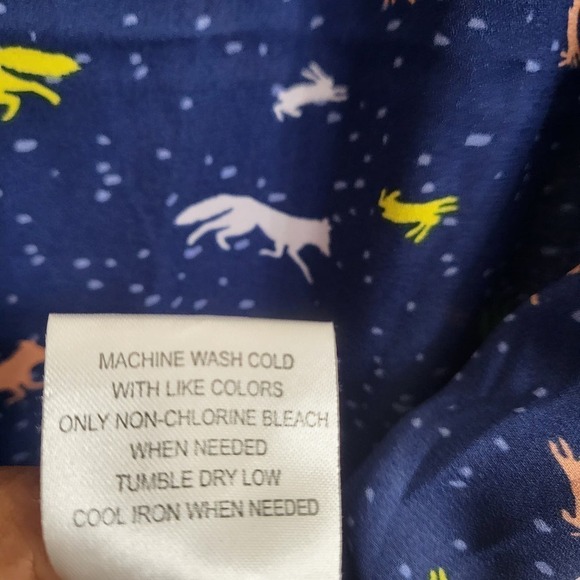 MACHINE WASH COLD
WITH LIKE COLORS
ONLY NON-CHLORINE BLEACH
WHEN NEEDED
TUMBLE DRY LOW
COOL IRON WHEN NEEDED